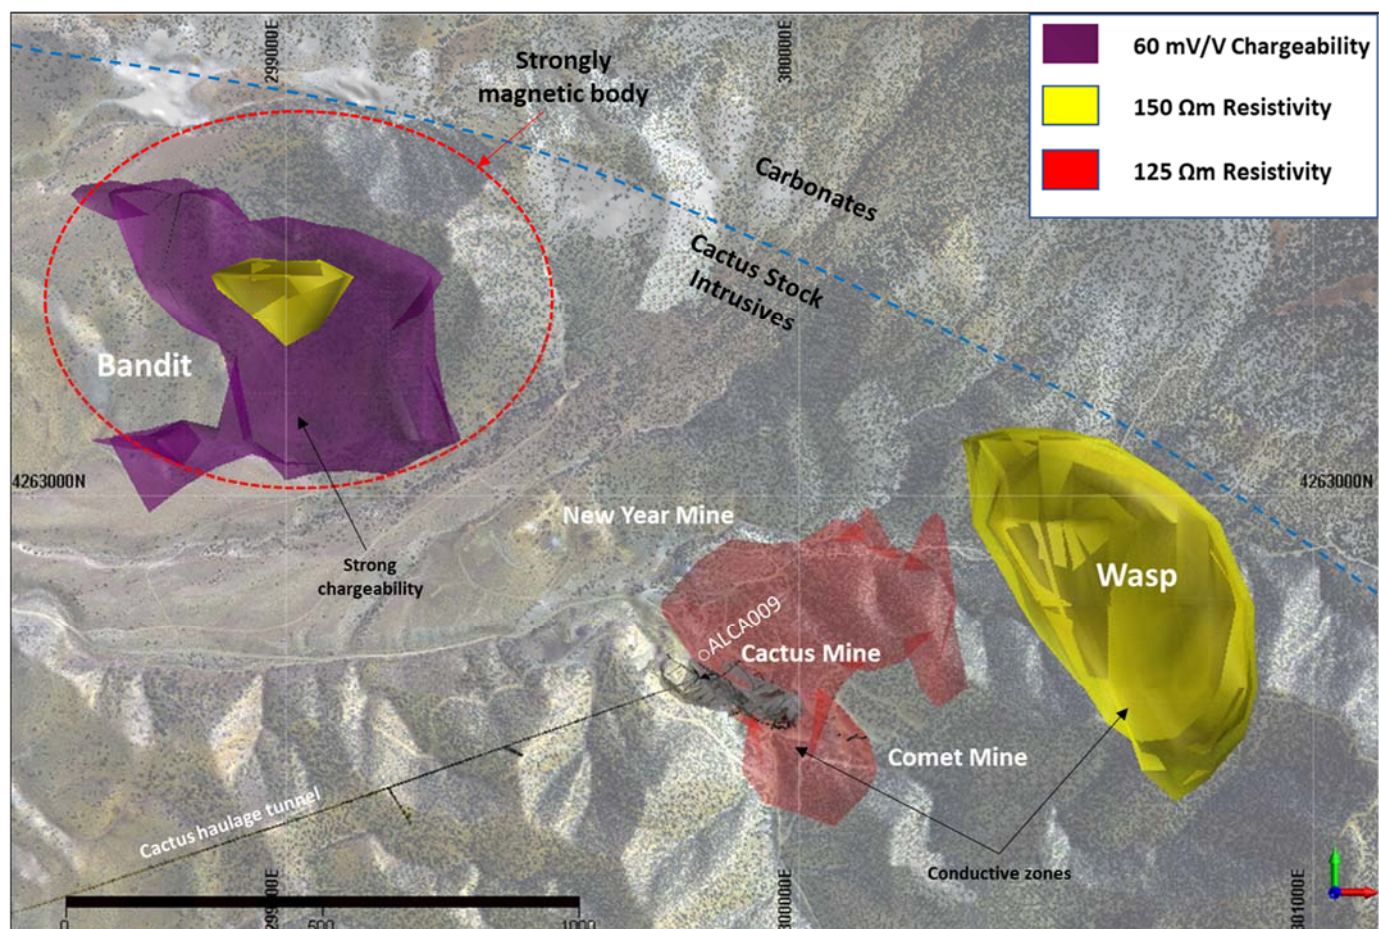 299000E
300000E
60 mV/V Chargeability
150 Ωm Resistivity
125 Ωm Resistivity
Strongly
magnetic body
Carbonates
Cactus Stock
Intrusives
Bandit
4263000N
4263000N
New Year Mine
Strong
chargeability
Wasp
ALCA009
Cactus Mine
Comet Mine
Cactus haulage tunnel
Conductive zones
299000E
300000E
301000E
0
500
1000